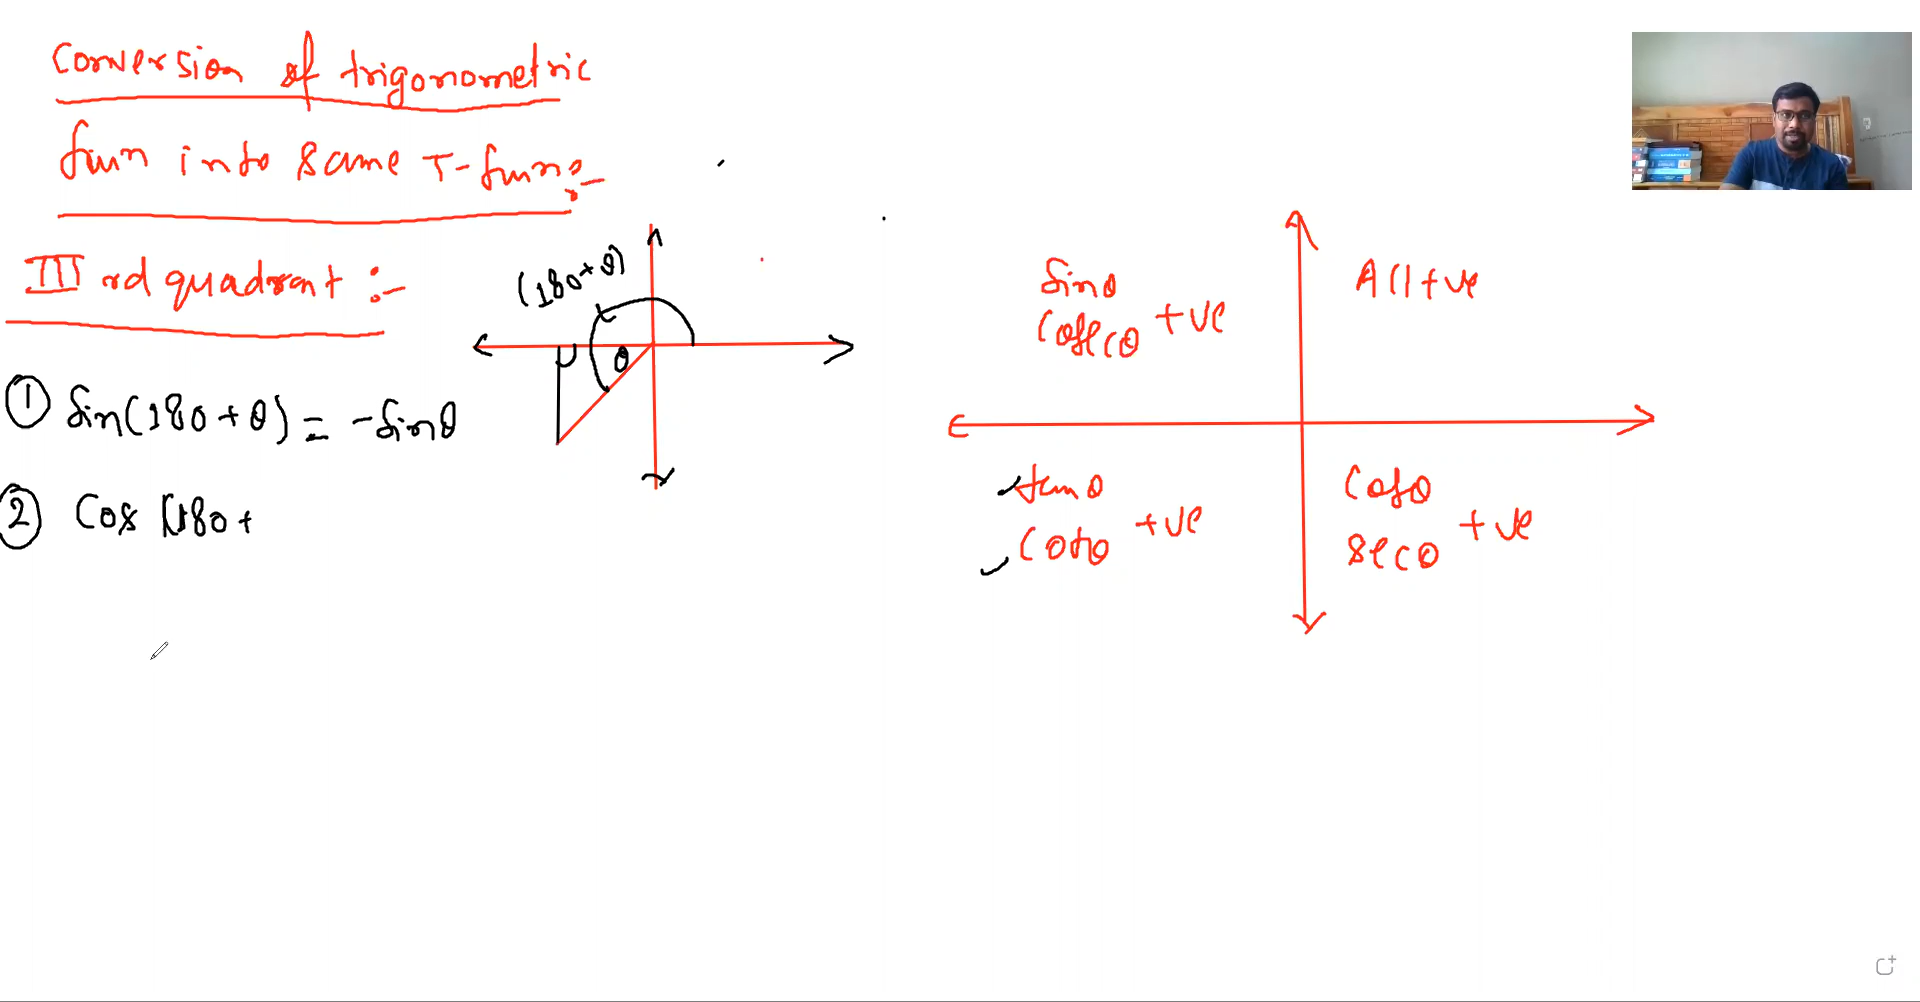 Conversion of trigonometric
fun into same T-fun:-
III rd quadrant :-
(180+θ)
θ
① Sin(180+θ) = -Sinθ
② Cos (180+
Sinθ
Cosecθ +ve
All +ve
tanθ
Cotθ +ve
Cosθ
Secθ +ve